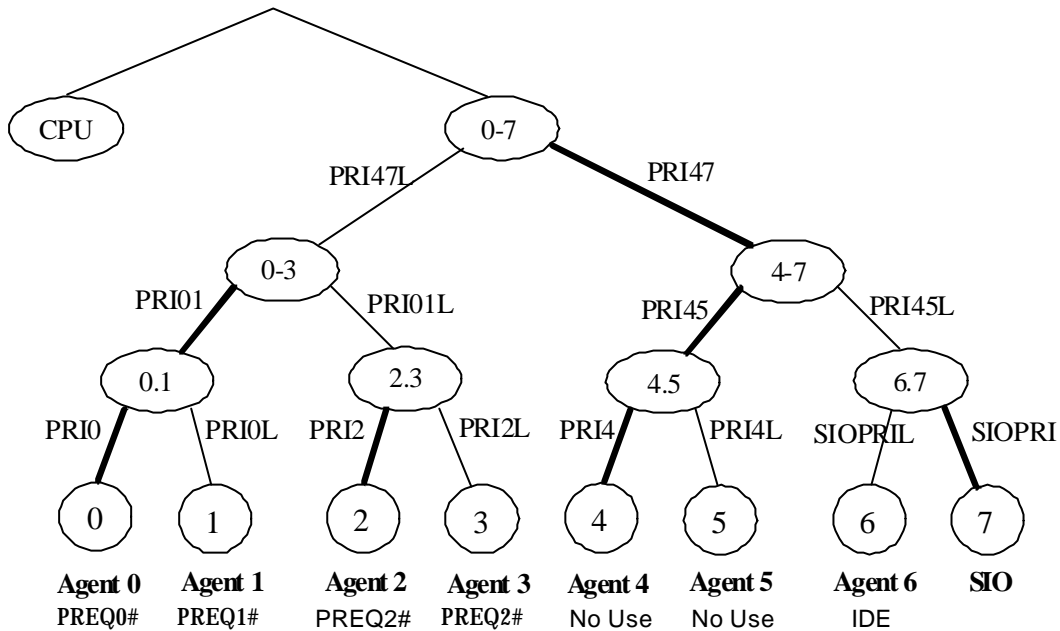 CPU
0-7
PRI47L
PRI47
0-3
4-7
PRI01
PRI01L
PRI45
PRI45L
0.1
2.3
4.5
6.7
PRI0
PRI0L
PRI2
PRI2L
PRI4
PRI4L
SIOPRIL
SIOPRI
0
1
2
3
4
5
6
7
Agent 0
Agent 1
Agent 2
Agent 3
Agent 4
Agent 5
Agent 6
SIO
PREQ0#
PREQ1#
PREQ2#
PREQ2#
No Use
No Use
IDE